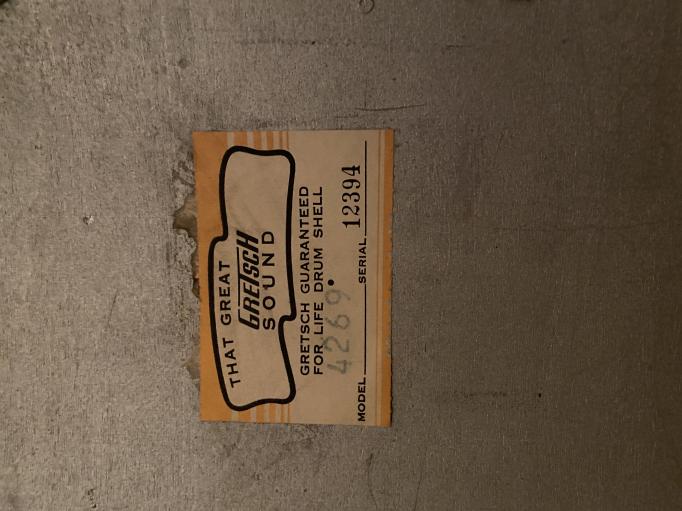 THAT GREAT
GRETSCH
SOUND
GRETSCH GUARANTEED
FOR LIFE DRUM SHELL
4269
MODEL SERIAL 12394